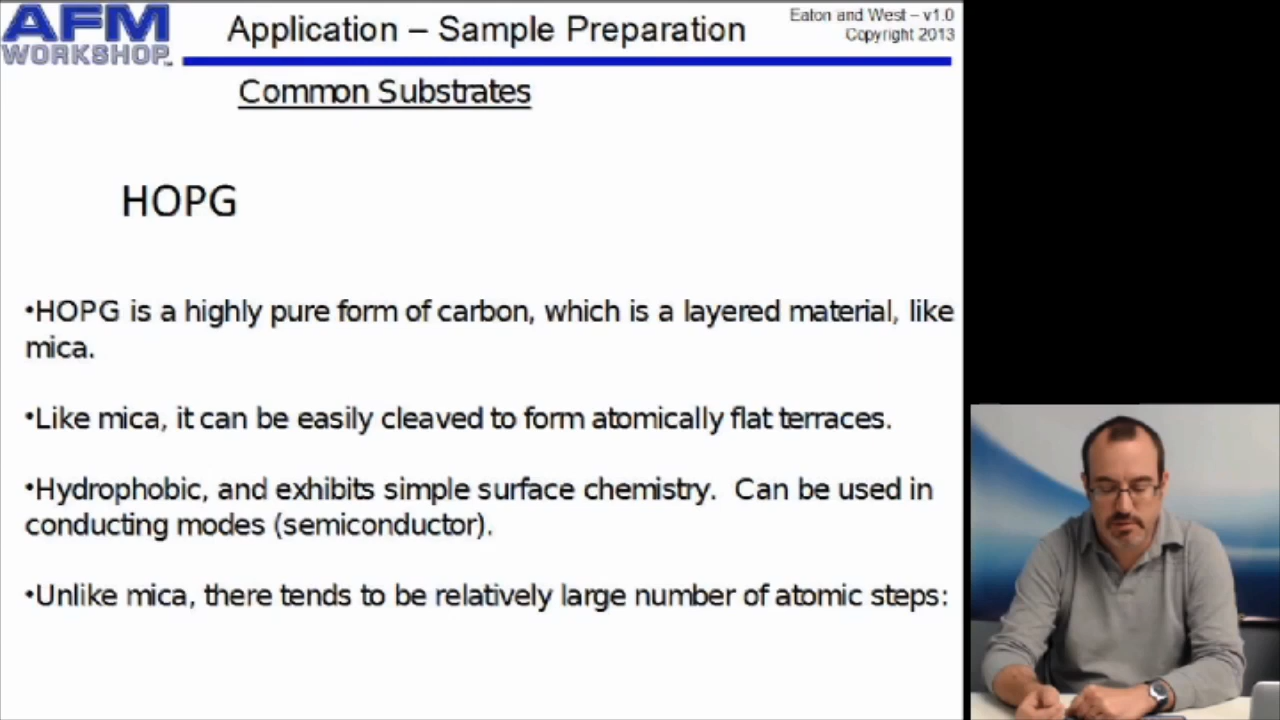 AFM
WORKSHOP
Application – Sample Preparation
Eaton and West – v1.0
Copyright 2013
Common Substrates
HOPG
•HOPG is a highly pure form of carbon, which is a layered material, like
mica.
•Like mica, it can be easily cleaved to form atomically flat terraces.
•Hydrophobic, and exhibits simple surface chemistry.  Can be used in
conducting modes (semiconductor).
•Unlike mica, there tends to be relatively large number of atomic steps: